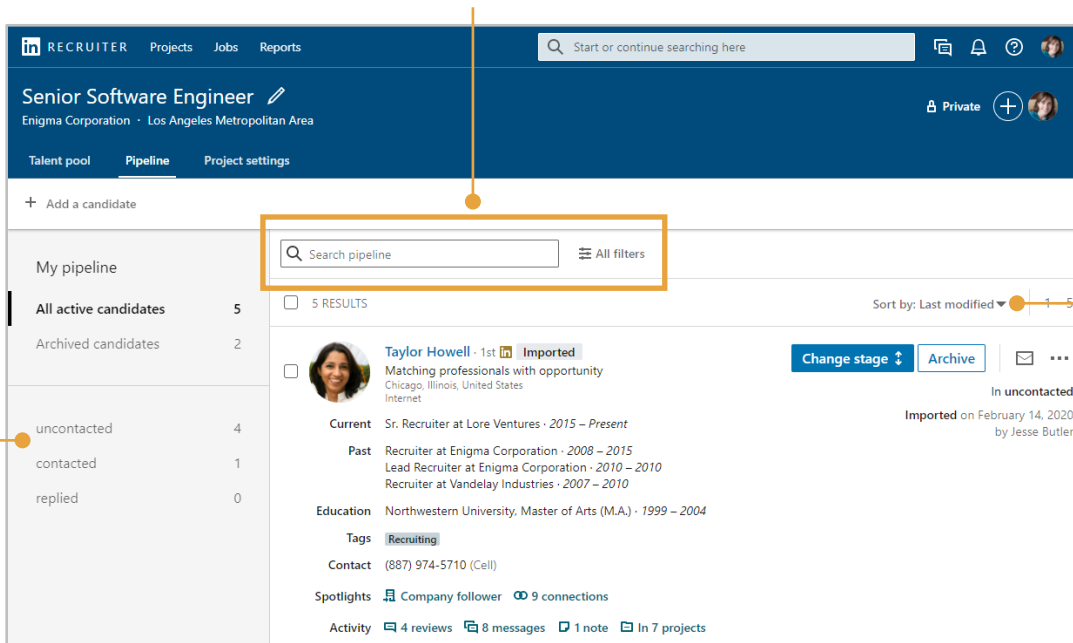 in RECRUITER Projects Jobs Reports Start or continue searching here
Senior Software Engineer
Enigma Corporation · Los Angeles Metropolitan Area
Private
Talent pool Pipeline Project settings
+ Add a candidate
My pipeline
All active candidates 5
Archived candidates 2
uncontacted 4
contacted 1
replied 0
Search pipeline All filters
5 RESULTS Sort by: Last modified 1 5
Taylor Howell · 1st in Imported
Matching professionals with opportunity
Chicago, Illinois, United States
Internet
Change stage Archive
In uncontacted
Imported on February 14, 2020
by Jesse Butler
Current Sr. Recruiter at Lore Ventures · 2015 – Present
Past Recruiter at Enigma Corporation · 2008 – 2015
Lead Recruiter at Enigma Corporation · 2010 – 2010
Recruiter at Vandelay Industries · 2007 – 2010
Education Northwestern University, Master of Arts (M.A.) · 1999 – 2004
Tags Recruiting
Contact (887) 974-5710 (Cell)
Spotlights Company follower 9 connections
Activity 4 reviews 8 messages 1 note In 7 projects